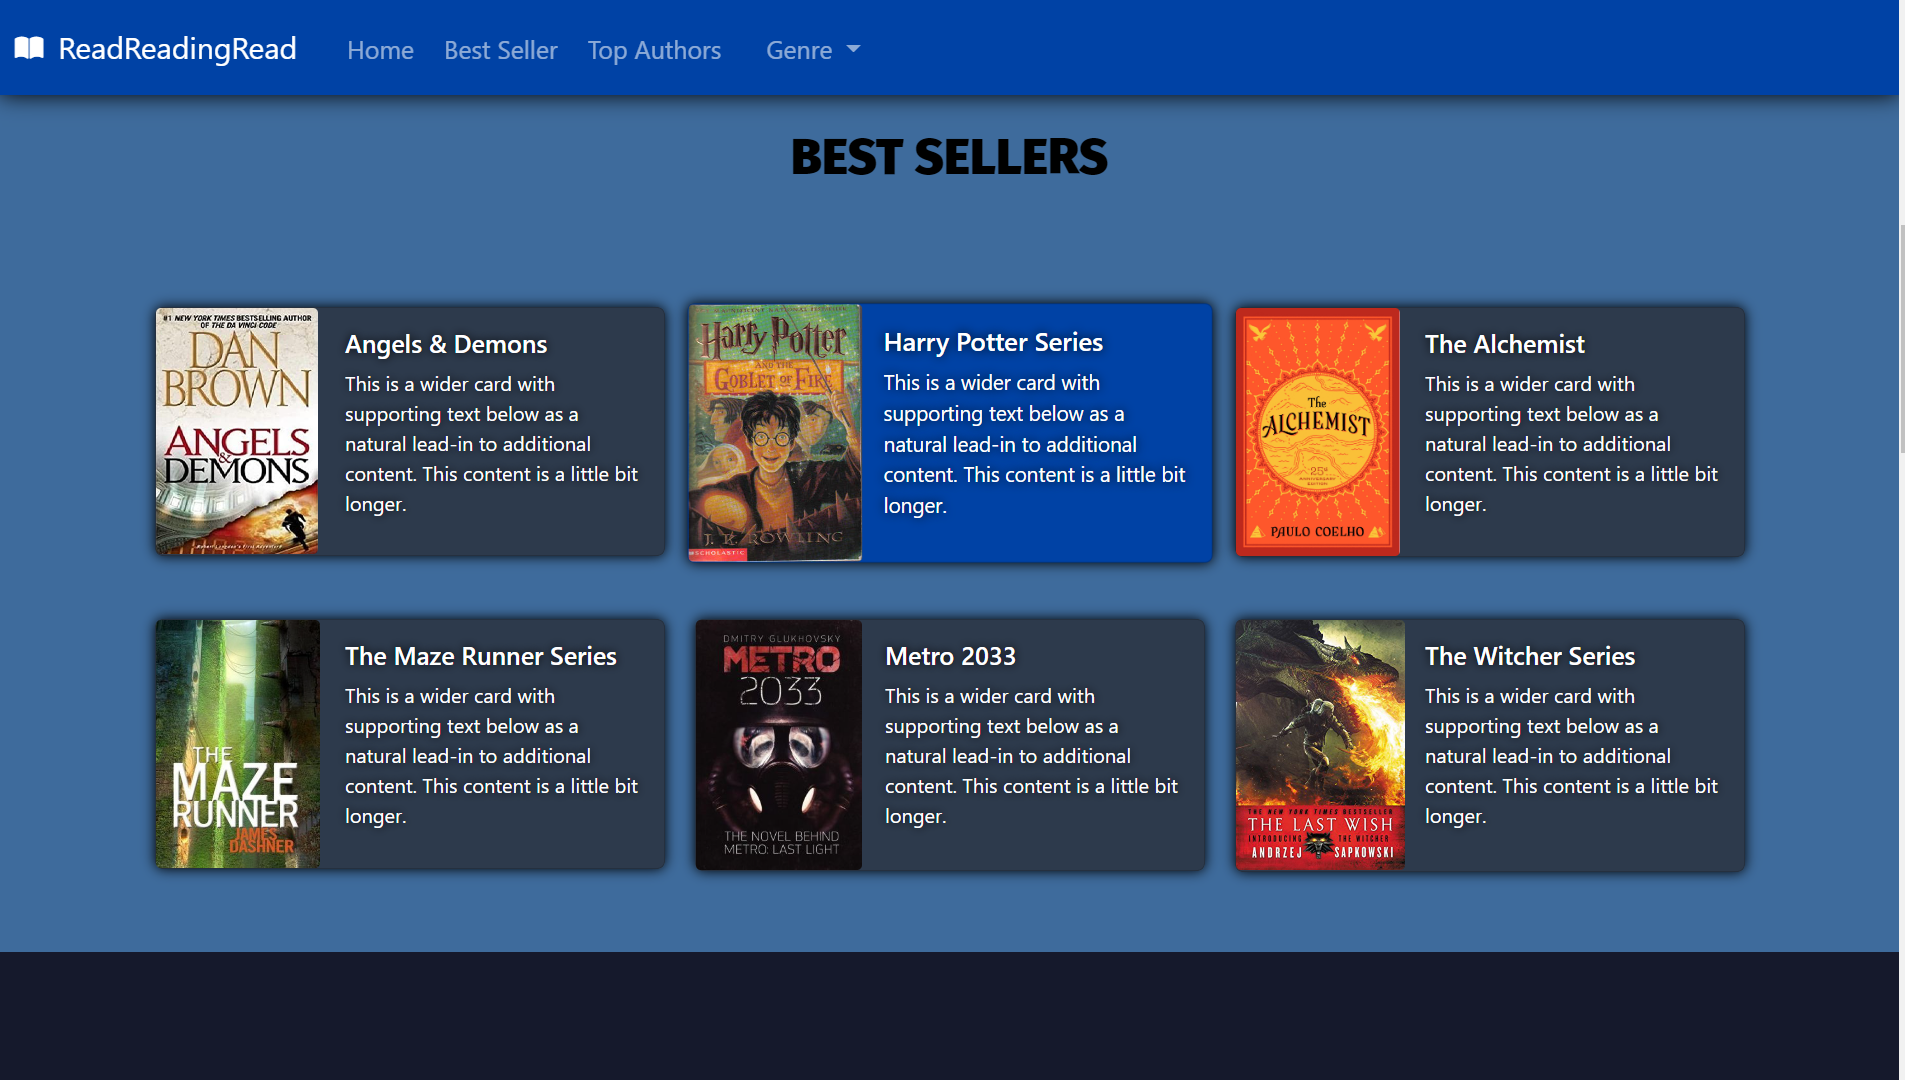 ReadReadingRead
Home
Best Seller
Top Authors
Genre
BEST SELLERS
#1 NEW YORK TIMES BESTSELLING AUTHOR
OF THE DA VINCI CODE
DAN
BROWN
ANGELS
&
DEMONS
Angels & Demons
This is a wider card with
supporting text below as a
natural lead-in to additional
content. This content is a little bit
longer.
Harry Potter
AND THE
GOBLET OF FIRE
J. K. ROWLING
SCHOLASTIC
Harry Potter Series
This is a wider card with
supporting text below as a
natural lead-in to additional
content. This content is a little bit
longer.
The
ALCHEMIST
25th
ANNIVERSARY
EDITION
PAULO COELHO
The Alchemist
This is a wider card with
supporting text below as a
natural lead-in to additional
content. This content is a little bit
longer.
THE
MAZE
RUNNER
JAMES
DASHNER
The Maze Runner Series
This is a wider card with
supporting text below as a
natural lead-in to additional
content. This content is a little bit
longer.
DMITRY GLUKHOVSKY
METRO
2033
THE NOVEL BEHIND
METRO: LAST LIGHT
Metro 2033
This is a wider card with
supporting text below as a
natural lead-in to additional
content. This content is a little bit
longer.
THE NEW YORK TIMES BESTSELLER
THE LAST WISH
INTRODUCING THE WITCHER
ANDRZEJ SAPKOWSKI
The Witcher Series
This is a wider card with
supporting text below as a
natural lead-in to additional
content. This content is a little bit
longer.